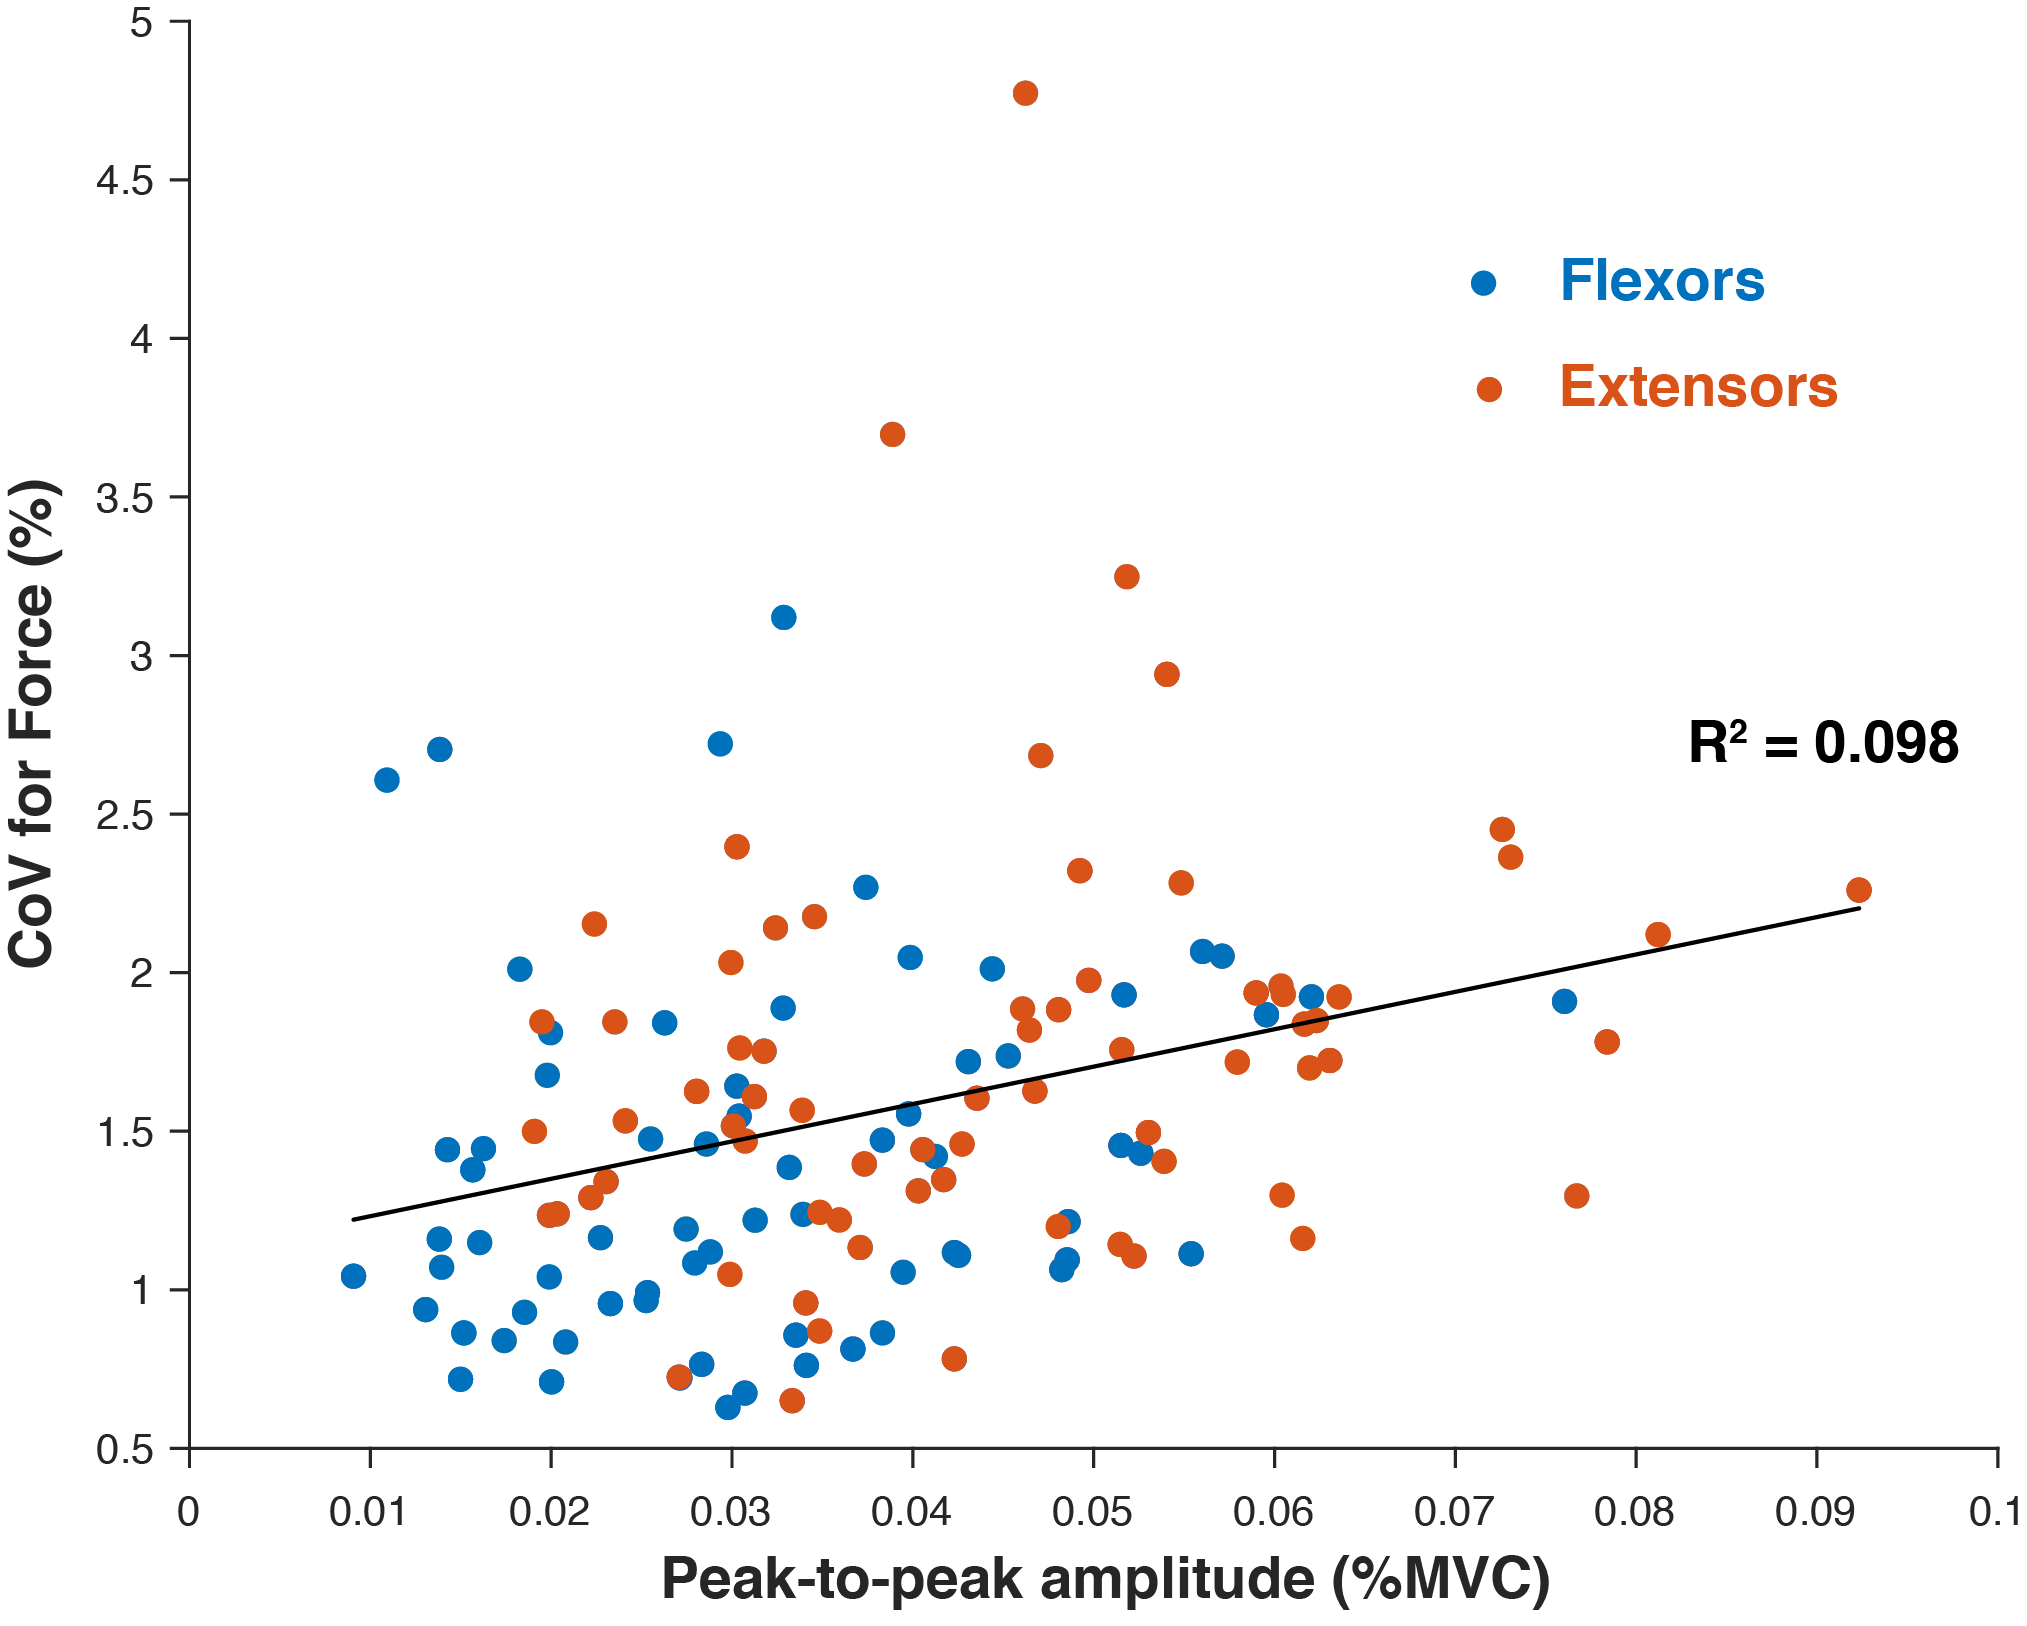 5
4.5
4
3.5
3
2.5
2
1.5
1
0.5
CoV for Force (%)
Flexors
Extensors
R² = 0.098
0 0.01 0.02 0.03 0.04 0.05 0.06 0.07 0.08 0.09 0.1
Peak-to-peak amplitude (%MVC)